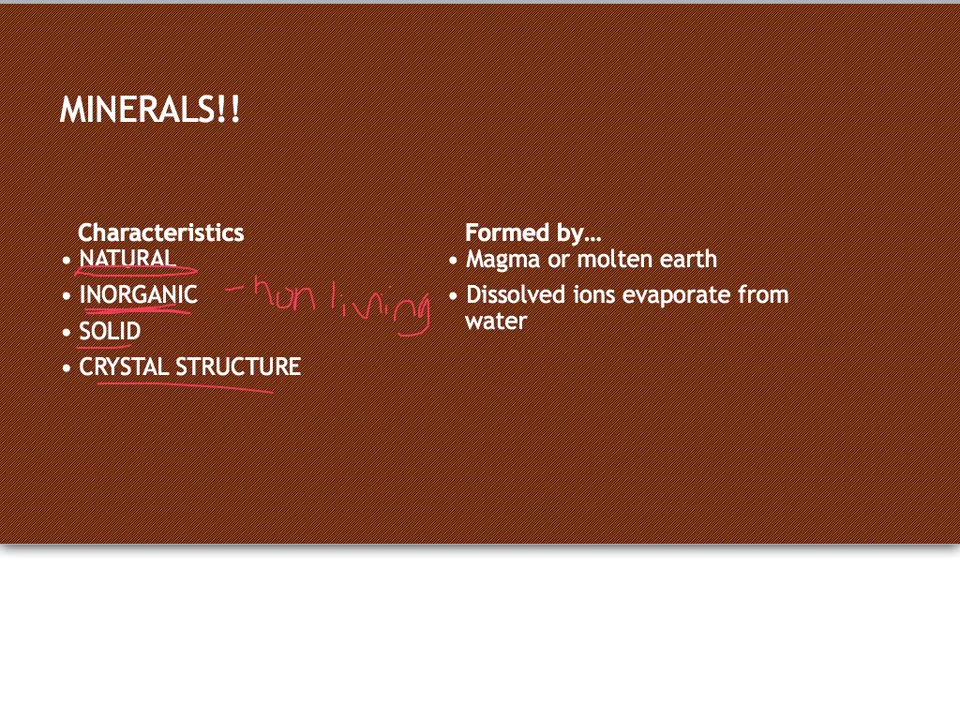 MINERALS!!
Characteristics
• NATURAL
• INORGANIC - non living
• SOLID
• CRYSTAL STRUCTURE
Formed by...
• Magma or molten earth
• Dissolved ions evaporate from
water